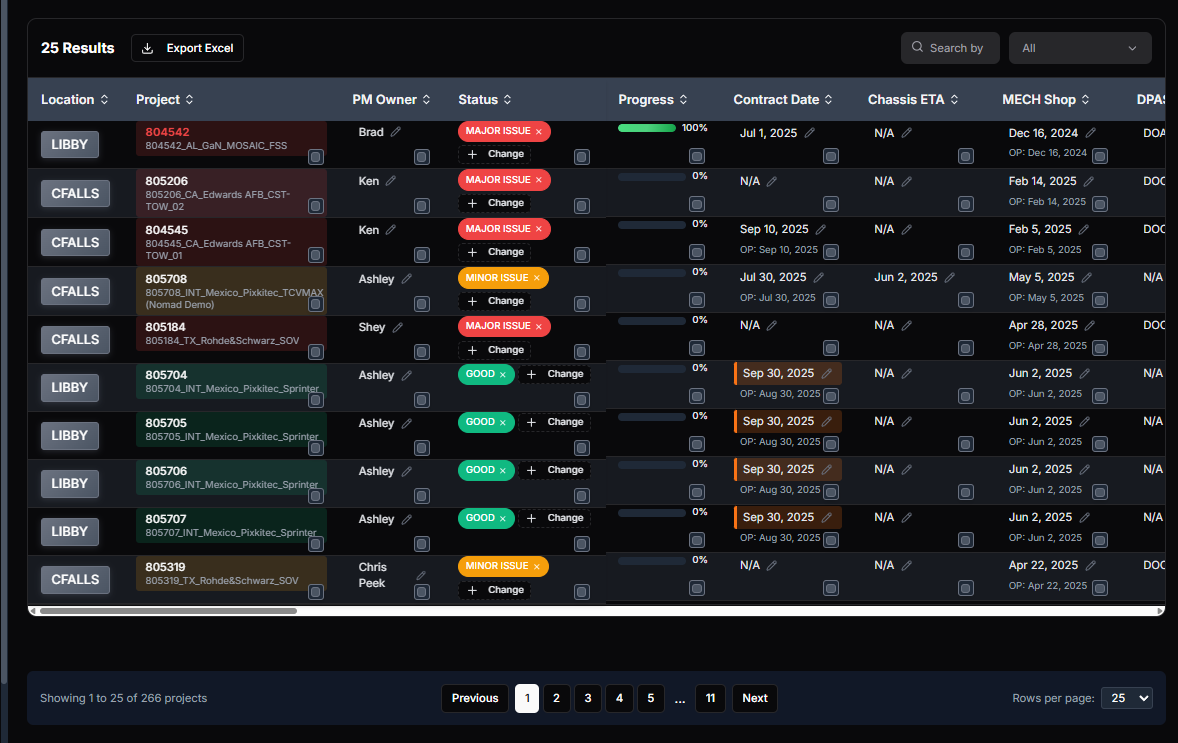 25 Results Export Excel Search by All
Location Project PM Owner Status Progress Contract Date Chassis ETA MECH Shop DPAS
LIBBY 804542 Brad MAJOR ISSUE × 100% Jul 1, 2025 N/A Dec 16, 2024 DOA
804542_AL_GaN_MOSAIC_FSS + Change OP: Dec 16, 2024
CFALLS 805206 Ken MAJOR ISSUE × 0% N/A N/A Feb 14, 2025 DOC
805206_CA_Edwards AFB_CST-
TOW_02 + Change OP: Feb 14, 2025
CFALLS 804545 Ken MAJOR ISSUE × 0% Sep 10, 2025 N/A Feb 5, 2025 DOC
804545_CA_Edwards AFB_CST-
TOW_01 + Change OP: Sep 10, 2025 OP: Feb 5, 2025
CFALLS 805708 Ashley MINOR ISSUE × 0% Jul 30, 2025 Jun 2, 2025 May 5, 2025 N/A
805708_INT_Mexico_Pixkitec_TCVMAX
(Nomad Demo) + Change OP: Jul 30, 2025 OP: May 5, 2025
CFALLS 805184 Shey MAJOR ISSUE × 0% N/A N/A Apr 28, 2025 DOC
805184_TX_Rohde&Schwarz_SOV + Change OP: Apr 28, 2025
LIBBY 805704 Ashley GOOD × + Change 0% Sep 30, 2025 N/A Jun 2, 2025 N/A
805704_INT_Mexico_Pixkitec_Sprinter OP: Aug 30, 2025 OP: Jun 2, 2025
LIBBY 805705 Ashley GOOD × + Change 0% Sep 30, 2025 N/A Jun 2, 2025 N/A
805705_INT_Mexico_Pixkitec_Sprinter OP: Aug 30, 2025 OP: Jun 2, 2025
LIBBY 805706 Ashley GOOD × + Change 0% Sep 30, 2025 N/A Jun 2, 2025 N/A
805706_INT_Mexico_Pixkitec_Sprinter OP: Aug 30, 2025 OP: Jun 2, 2025
LIBBY 805707 Ashley GOOD × + Change 0% Sep 30, 2025 N/A Jun 2, 2025 N/A
805707_INT_Mexico_Pixkitec_Sprinter OP: Aug 30, 2025 OP: Jun 2, 2025
CFALLS 805319 Chris MINOR ISSUE × 0% N/A N/A Apr 22, 2025 DOC
805319_TX_Rohde&Schwarz_SOV Peek + Change OP: Apr 22, 2025
Showing 1 to 25 of 266 projects Previous 1 2 3 4 5 ... 11 Next Rows per page: 25